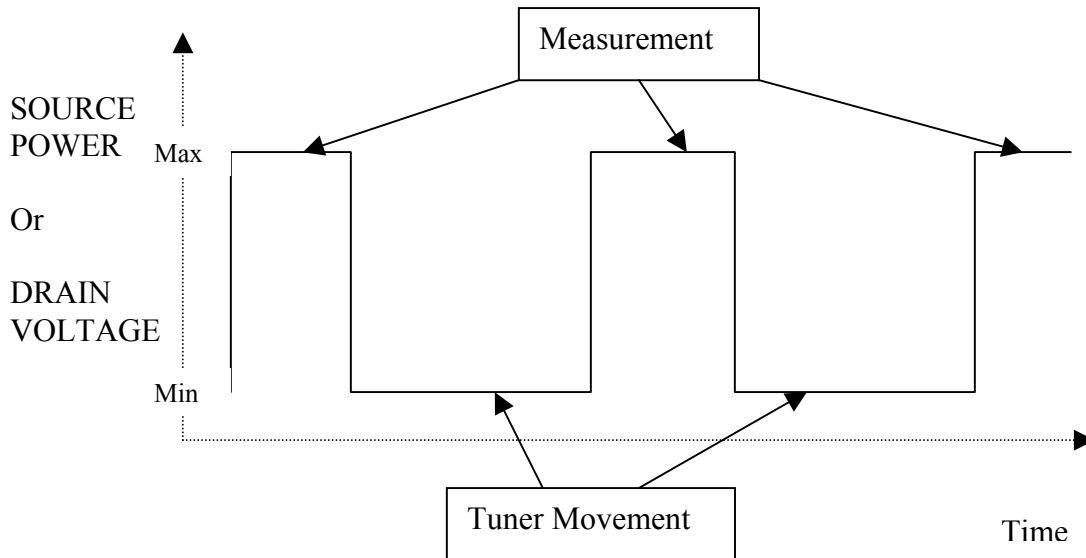 Measurement
SOURCE
POWER
Max
Or
DRAIN
VOLTAGE
Min
Tuner Movement
Time